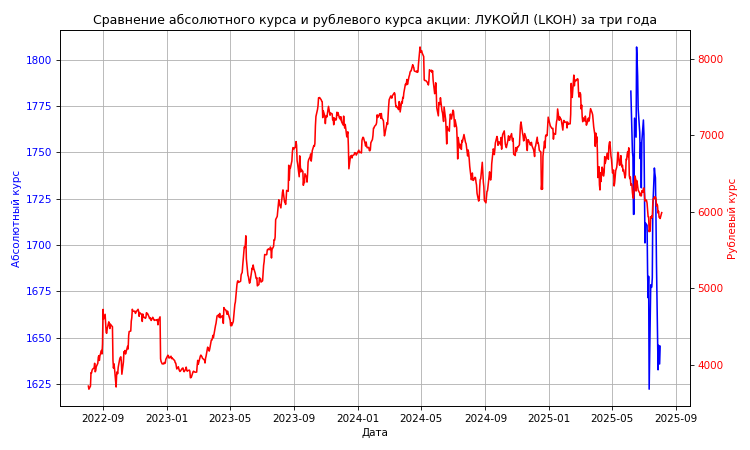 Сравнение абсолютного курса и рублевого курса акции: ЛУКОЙЛ (LKOH) за три года
1800
1775
1750
1725
1700
1675
1650
1625
Абсолютный курс
8000
7000
6000
5000
4000
Рублевый курс
2022-09 2023-01 2023-05 2023-09 2024-01 2024-05 2024-09 2025-01 2025-05 2025-09
Дата